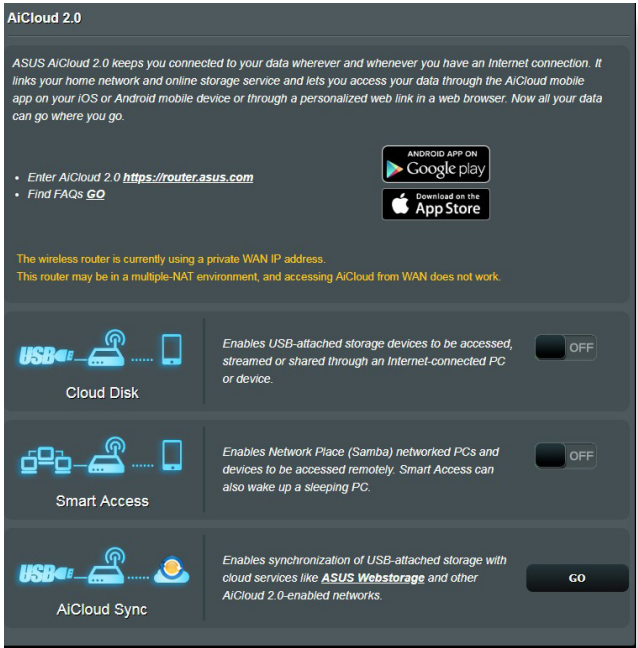 AiCloud 2.0
ASUS AiCloud 2.0 keeps you connected to your data wherever and whenever you have an Internet connection. It
links your home network and online storage service and lets you access your data through the AiCloud mobile
app on your iOS or Android mobile device or through a personalized web link in a web browser. Now all your data
can go where you go.
ANDROID APP ON
Google play
• Enter AiCloud 2.0 https://router.asus.com
• Find FAQs GO
Download on the
App Store
The wireless router is currently using a private WAN IP address.
This router may be in a multiple-NAT environment, and accessing AiCloud from WAN does not work.
USB
Cloud Disk
Enables USB-attached storage devices to be accessed,
streamed or shared through an Internet-connected PC
or device.
OFF
Smart Access
Enables Network Place (Samba) networked PCs and
devices to be accessed remotely. Smart Access can
also wake up a sleeping PC.
OFF
USB
AiCloud Sync
Enables synchronization of USB-attached storage with
cloud services like ASUS Webstorage and other
AiCloud 2.0-enabled networks.
GO